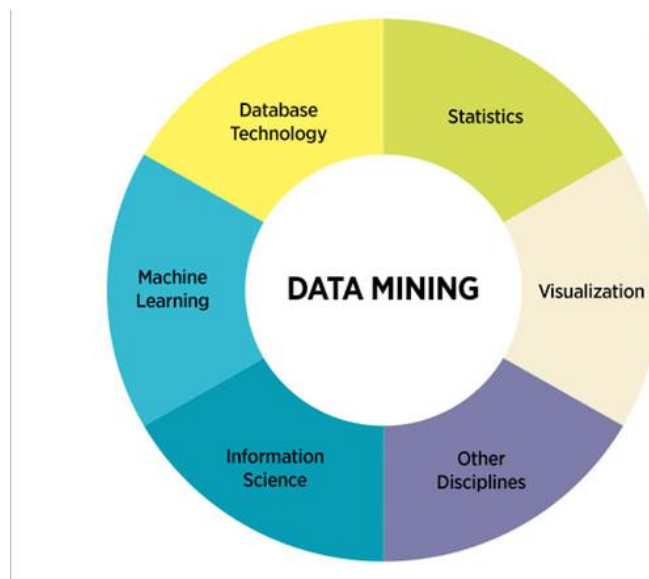 Database
Technology
Statistics
Machine
Learning
DATA MINING
Visualization
Information
Science
Other
Disciplines